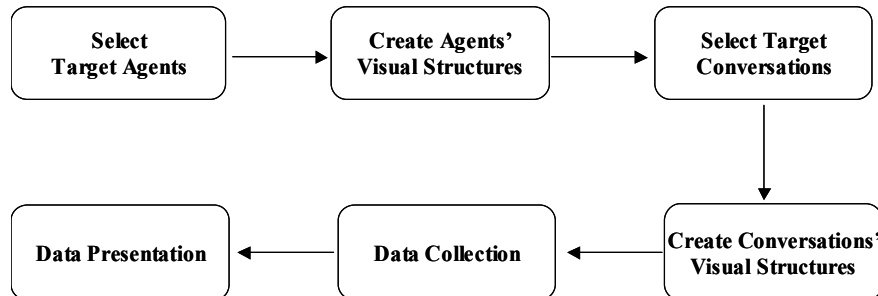 Select
Target Agents
Create Agents'
Visual Structures
Select Target
Conversations
Create Conversations'
Visual Structures
Data Collection
Data Presentation